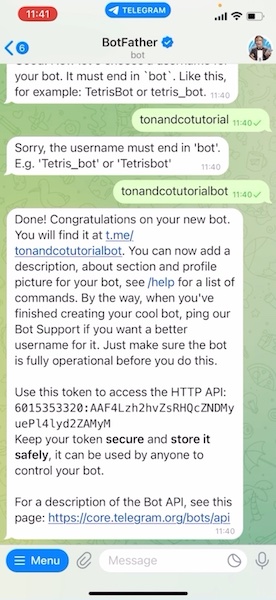 11:41
TELEGRAM
6
BotFather
bot
your bot. It must end in `bot`. Like this,
for example: TetrisBot or tetris_bot. 11:40
tonandcotutorial 11:40
Sorry, the username must end in 'bot'.
E.g. 'Tetris_bot' or 'Tetrisbot' 11:40
tonandcotutorialbot 11:40
Done! Congratulations on your new bot.
You will find it at t.me/
tonandcotutorialbot. You can now add a
description, about section and profile
picture for your bot, see /help for a list of
commands. By the way, when you've
finished creating your cool bot, ping our
Bot Support if you want a better
username for it. Just make sure the bot
is fully operational before you do this.
Use this token to access the HTTP API:
6015353320:AAF4Lzh2hvZsRHQcZNDMy
uePl4lyd2ZAMyM
Keep your token secure and store it
safely, it can be used by anyone to
control your bot.
For a description of the Bot API, see this
page: https://core.telegram.org/bots/api
11:40
Menu
Message